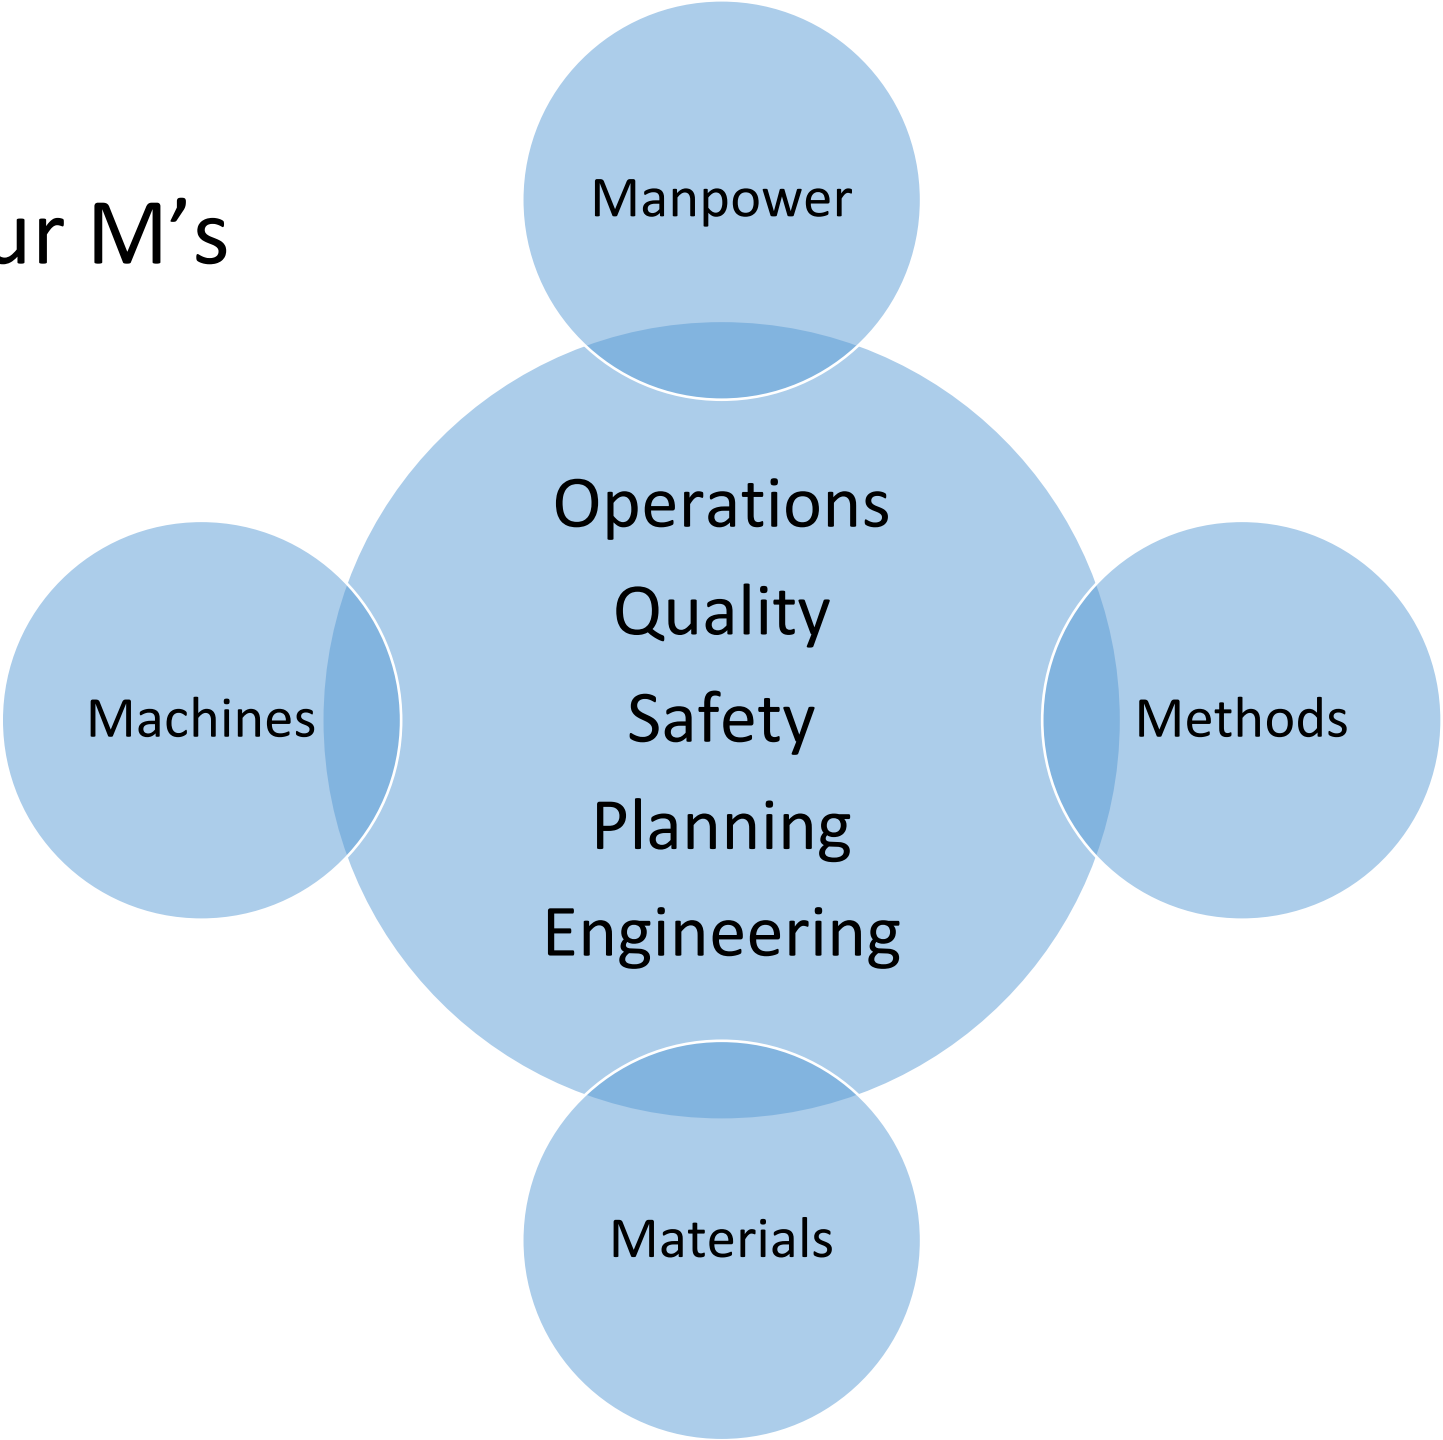 Manpower
ur M’s
Operations
Quality
Safety
Planning
Engineering
Machines
Methods
Materials